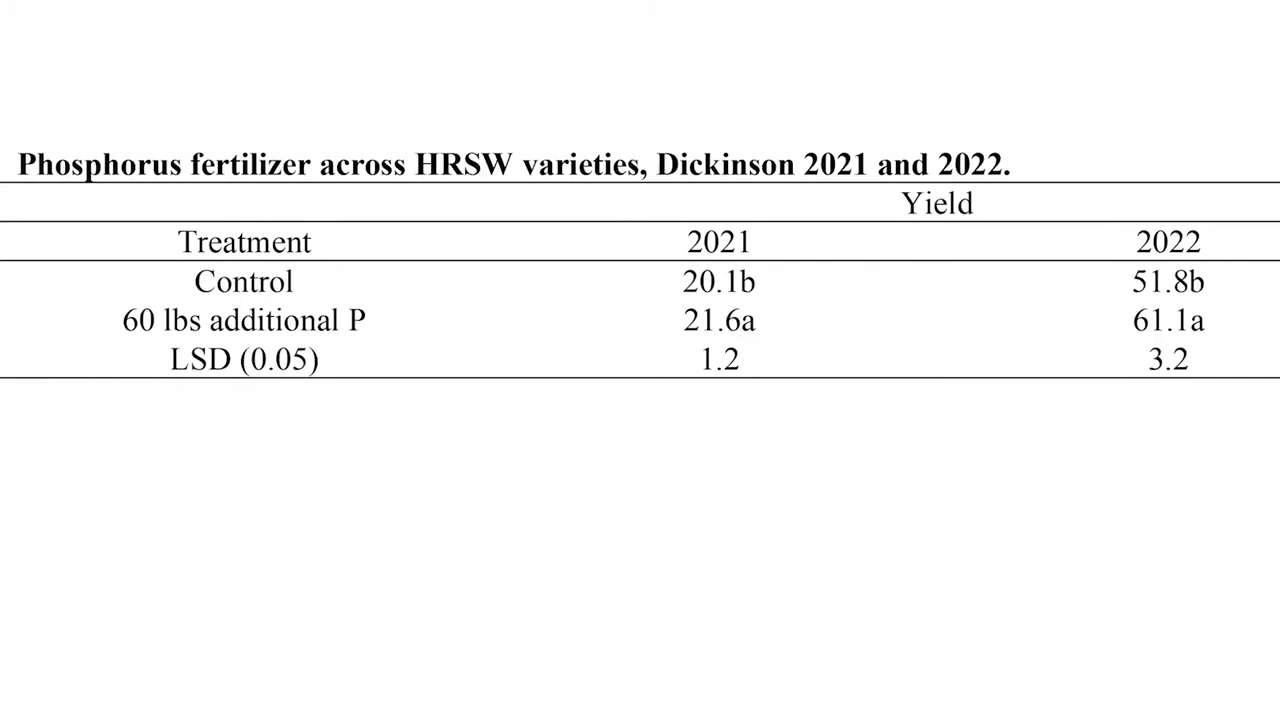 Phosphorus fertilizer across HRSW varieties, Dickinson 2021 and 2022.
Yield
Treatment 2021 2022
Control 20.1b 51.8b
60 lbs additional P 21.6a 61.1a
LSD (0.05) 1.2 3.2